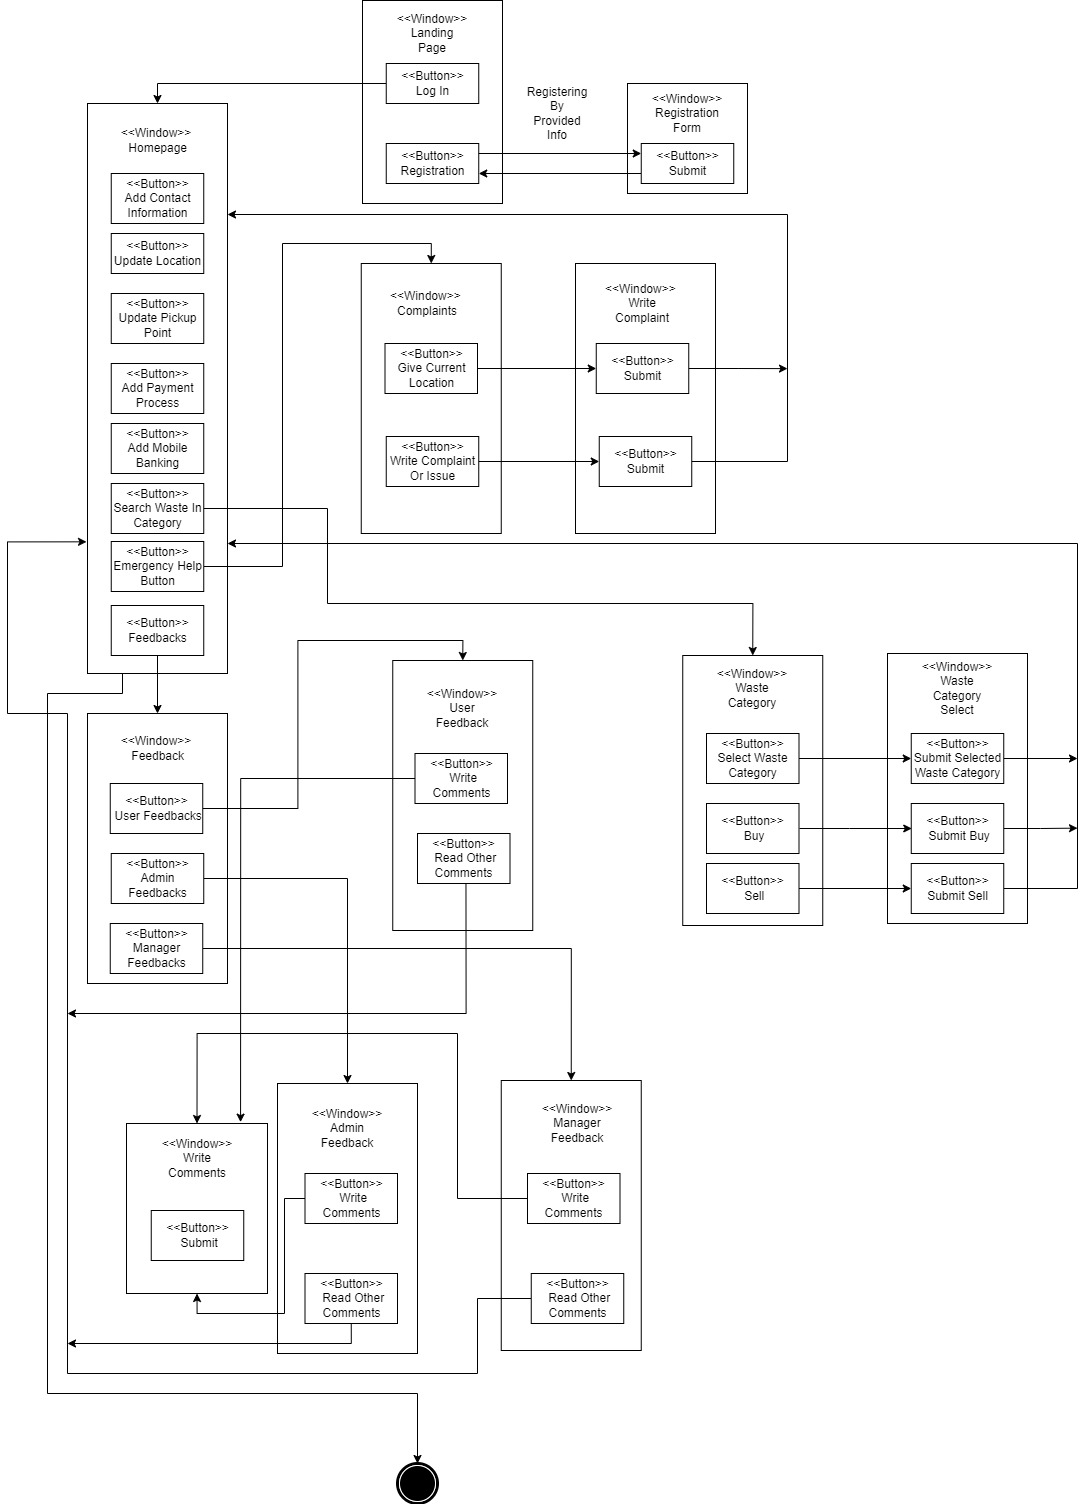 <<Window>>
Landing
Page
<<Button>>
Log In
<<Button>>
Registration
Registering
By
Provided
Info
<<Window>>
Registration
Form
<<Button>>
Submit
<<Window>>
Homepage
<<Button>>
Add Contact
Information
<<Button>>
Update Location
<<Button>>
Update Pickup
Point
<<Button>>
Add Payment
Process
<<Button>>
Add Mobile
Banking
<<Button>>
Search Waste In
Category
<<Button>>
Emergency Help
Button
<<Button>>
Feedbacks
<<Window>>
Complaints
<<Button>>
Give Current
Location
<<Button>>
Write Complaint
Or Issue
<<Window>>
Write
Complaint
<<Button>>
Submit
<<Button>>
Submit
<<Window>>
Feedback
<<Button>>
User Feedbacks
<<Button>>
Admin
Feedbacks
<<Button>>
Manager
Feedbacks
<<Window>>
User
Feedback
<<Button>>
Write
Comments
<<Button>>
Read Other
Comments
<<Window>>
Waste
Category
<<Button>>
Select Waste
Category
<<Button>>
Buy
<<Button>>
Sell
<<Window>>
Waste
Category
Select
<<Button>>
Submit Selected
Waste Category
<<Button>>
Submit Buy
<<Button>>
Submit Sell
<<Window>>
Write
Comments
<<Button>>
Submit
<<Window>>
Admin
Feedback
<<Button>>
Write
Comments
<<Button>>
Read Other
Comments
<<Window>>
Manager
Feedback
<<Button>>
Write
Comments
<<Button>>
Read Other
Comments